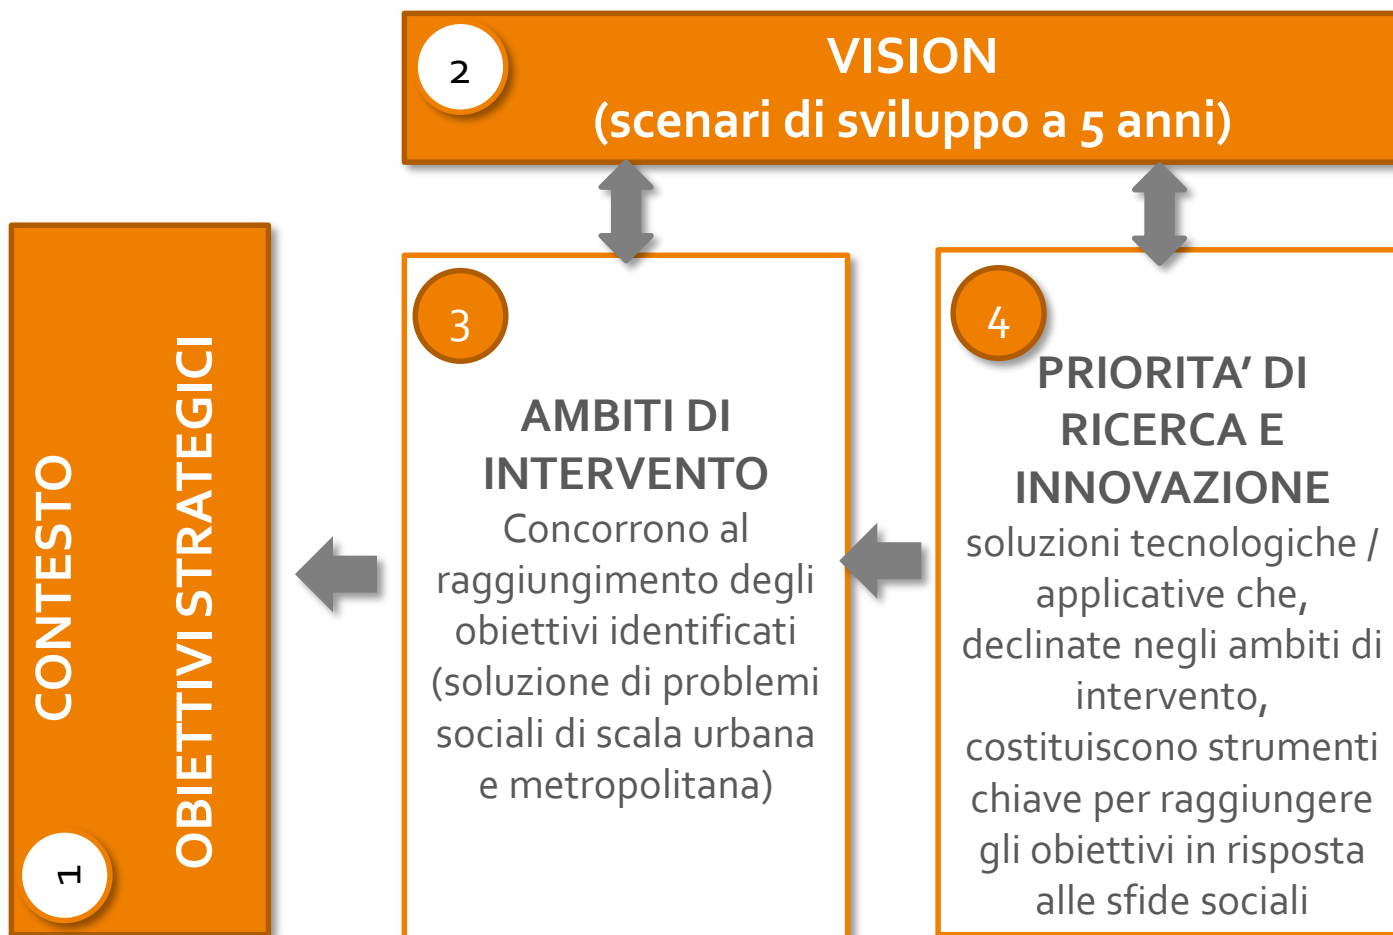 2
VISION
(scenari di sviluppo a 5 anni)
1
CONTESTO
OBIETTIVI STRATEGICI
3
AMBITI DI
INTERVENTO
Concorrono al
raggiungimento degli
obiettivi identificati
(soluzione di problemi
sociali di scala urbana
e metropolitana)
4
PRIORITA’ DI
RICERCA E
INNOVAZIONE
soluzioni tecnologiche /
applicative che,
declinate negli ambiti di
intervento,
costituiscono strumenti
chiave per raggiungere
gli obiettivi in risposta
alle sfide sociali